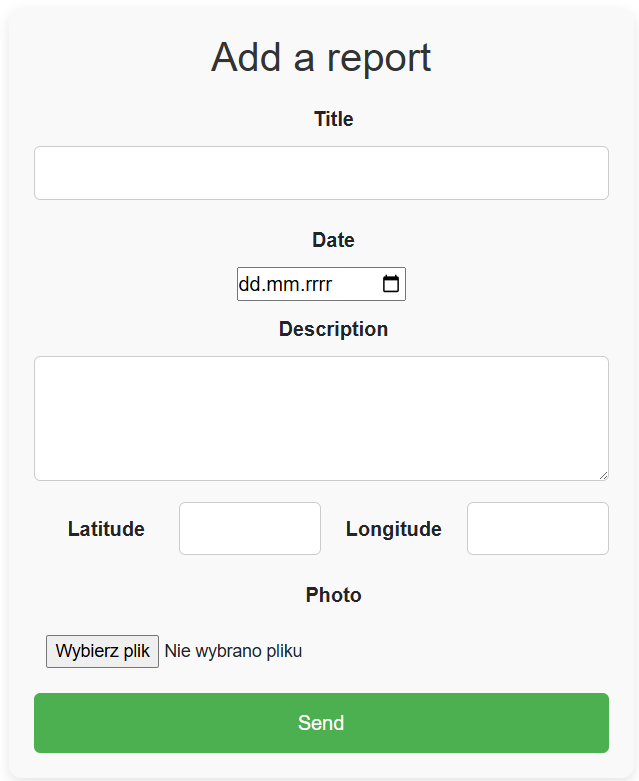 Add a report
Title
Date
dd.mm.rrrr
Description
Latitude Longitude
Photo
Wybierz plik Nie wybrano pliku
Send